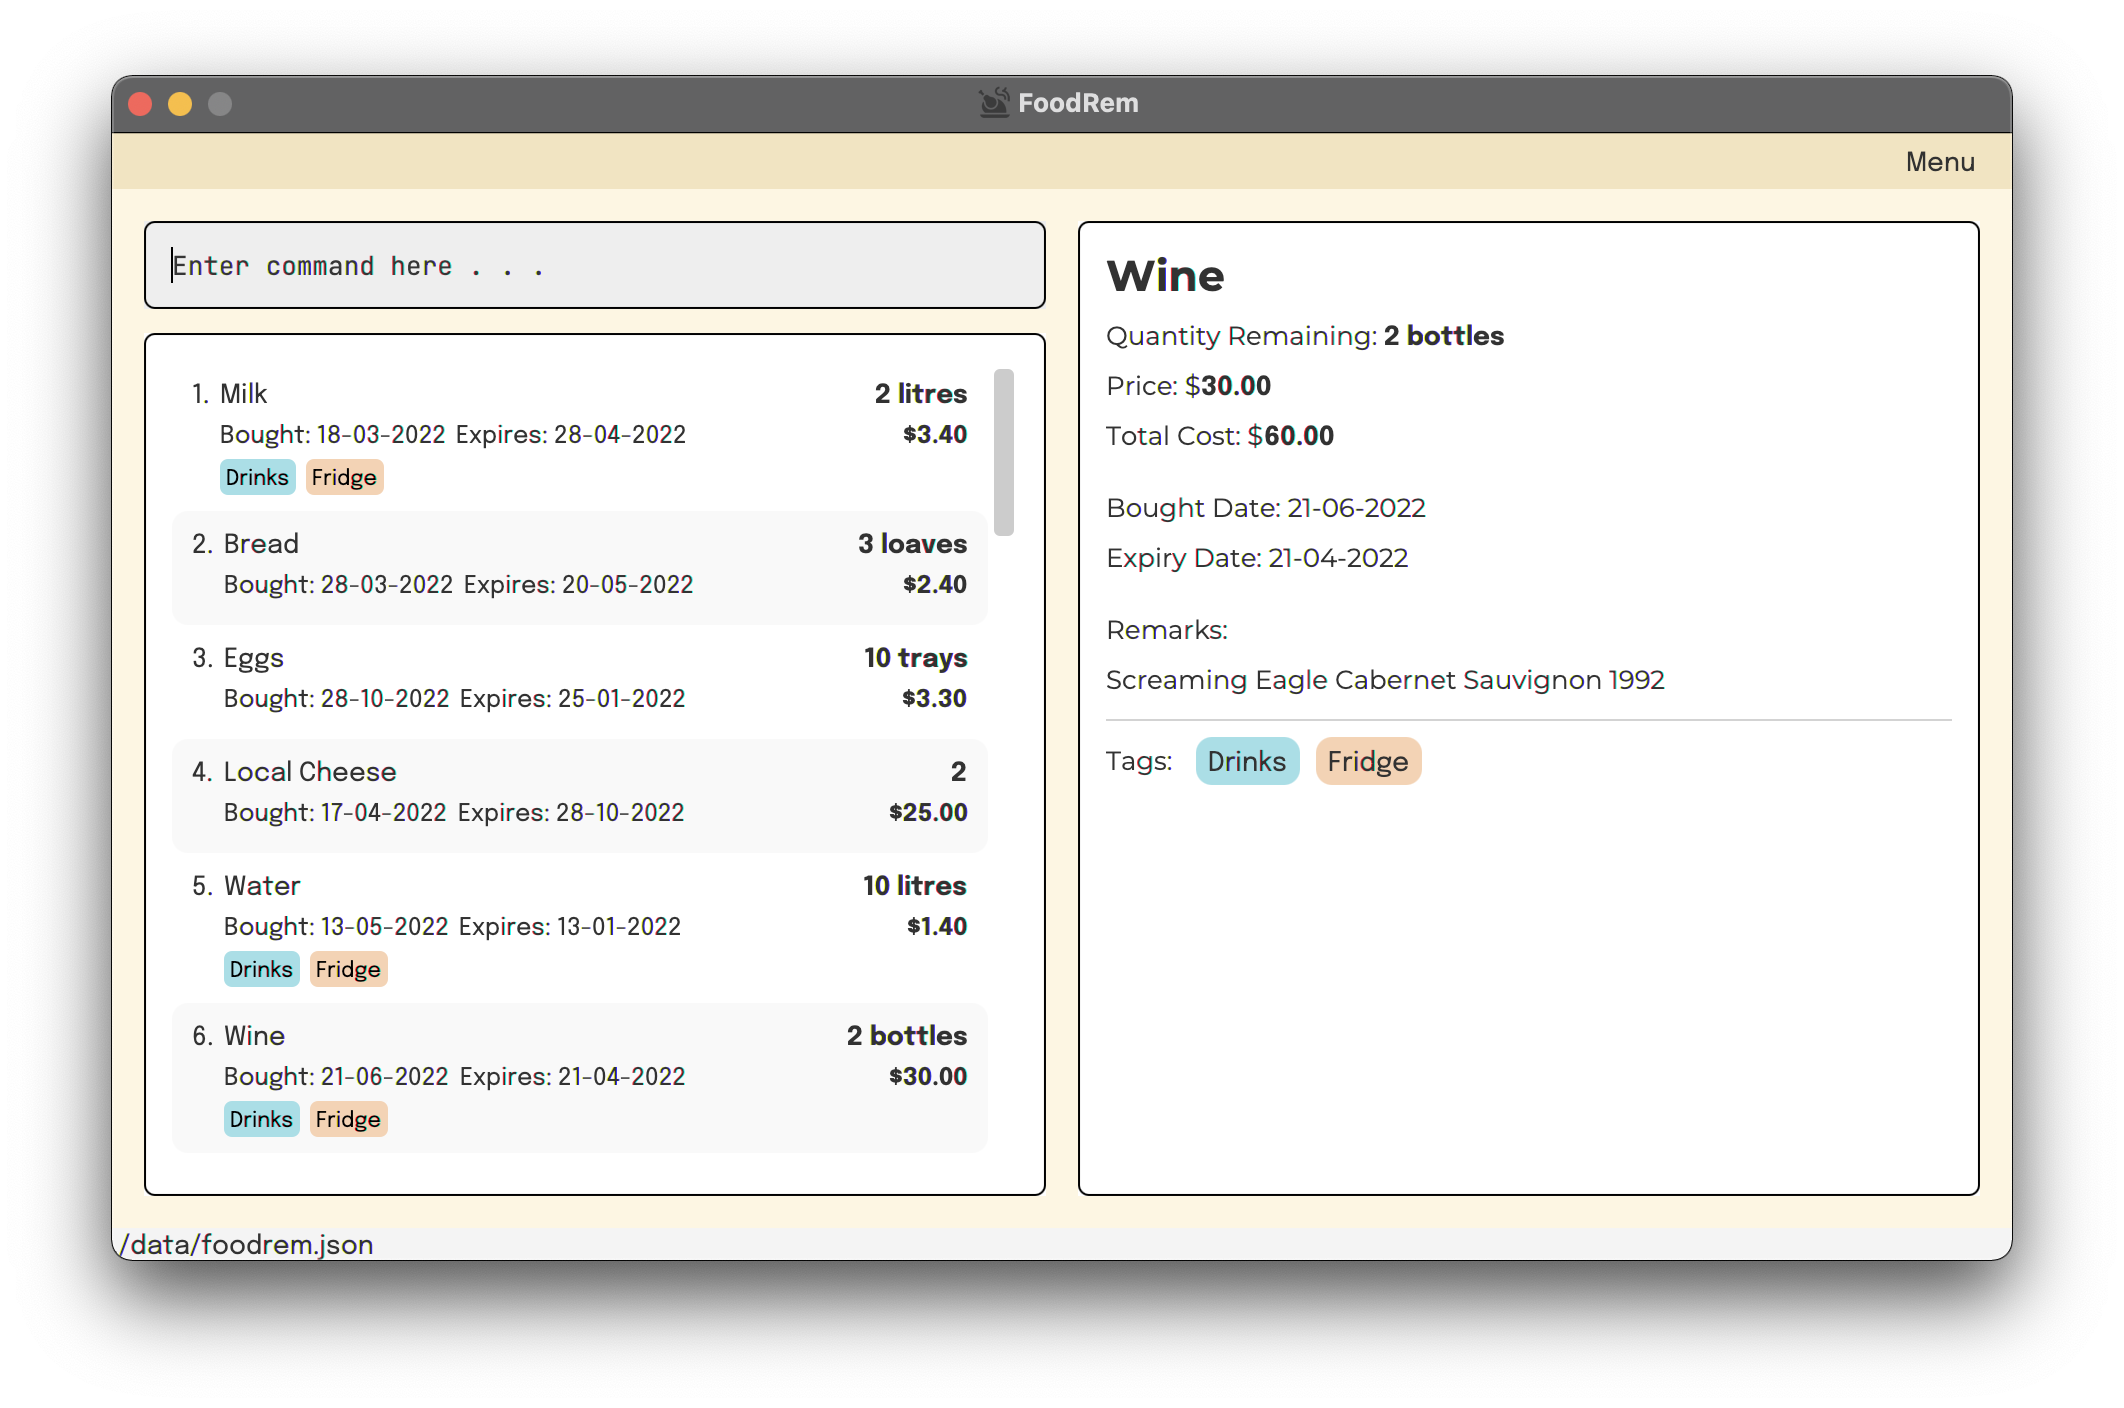 FoodRem
Menu
Enter command here . . .
1. Milk 2 litres
Bought: 18-03-2022 Expires: 28-04-2022 $3.40
Drinks Fridge
2. Bread 3 loaves
Bought: 28-03-2022 Expires: 20-05-2022 $2.40
3. Eggs 10 trays
Bought: 28-10-2022 Expires: 25-01-2022 $3.30
4. Local Cheese 2
Bought: 17-04-2022 Expires: 28-10-2022 $25.00
5. Water 10 litres
Bought: 13-05-2022 Expires: 13-01-2022 $1.40
Drinks Fridge
6. Wine 2 bottles
Bought: 21-06-2022 Expires: 21-04-2022 $30.00
Drinks Fridge
Wine
Quantity Remaining: 2 bottles
Price: $30.00
Total Cost: $60.00
Bought Date: 21-06-2022
Expiry Date: 21-04-2022
Remarks:
Screaming Eagle Cabernet Sauvignon 1992
Tags: Drinks Fridge
/data/foodrem.json